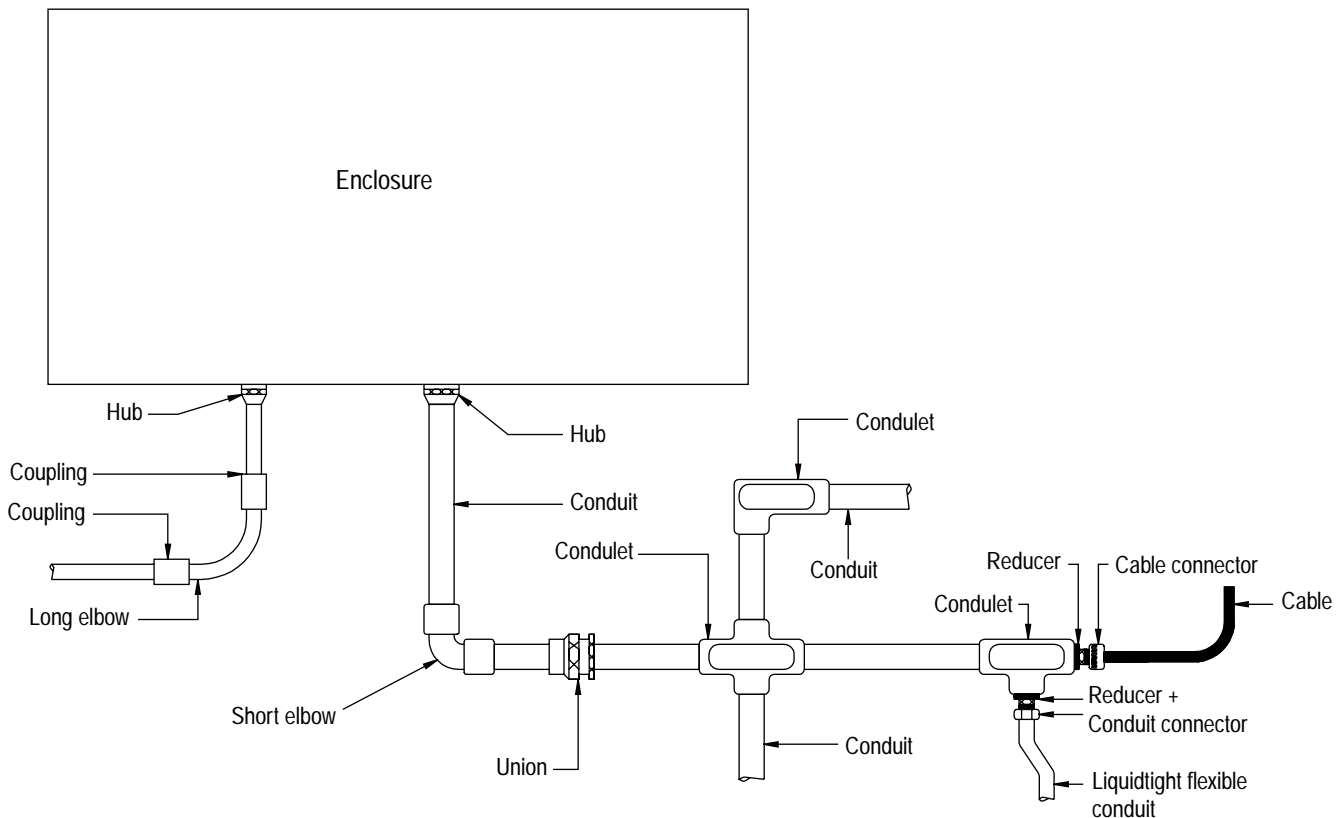 Enclosure
Hub
Hub
Condulet
Coupling
Conduit
Coupling
Condulet
Conduit
Reducer
Cable connector
Long elbow
Condulet
Cable
Short elbow
Reducer +
Conduit connector
Union
Conduit
Liquidtight flexible
conduit